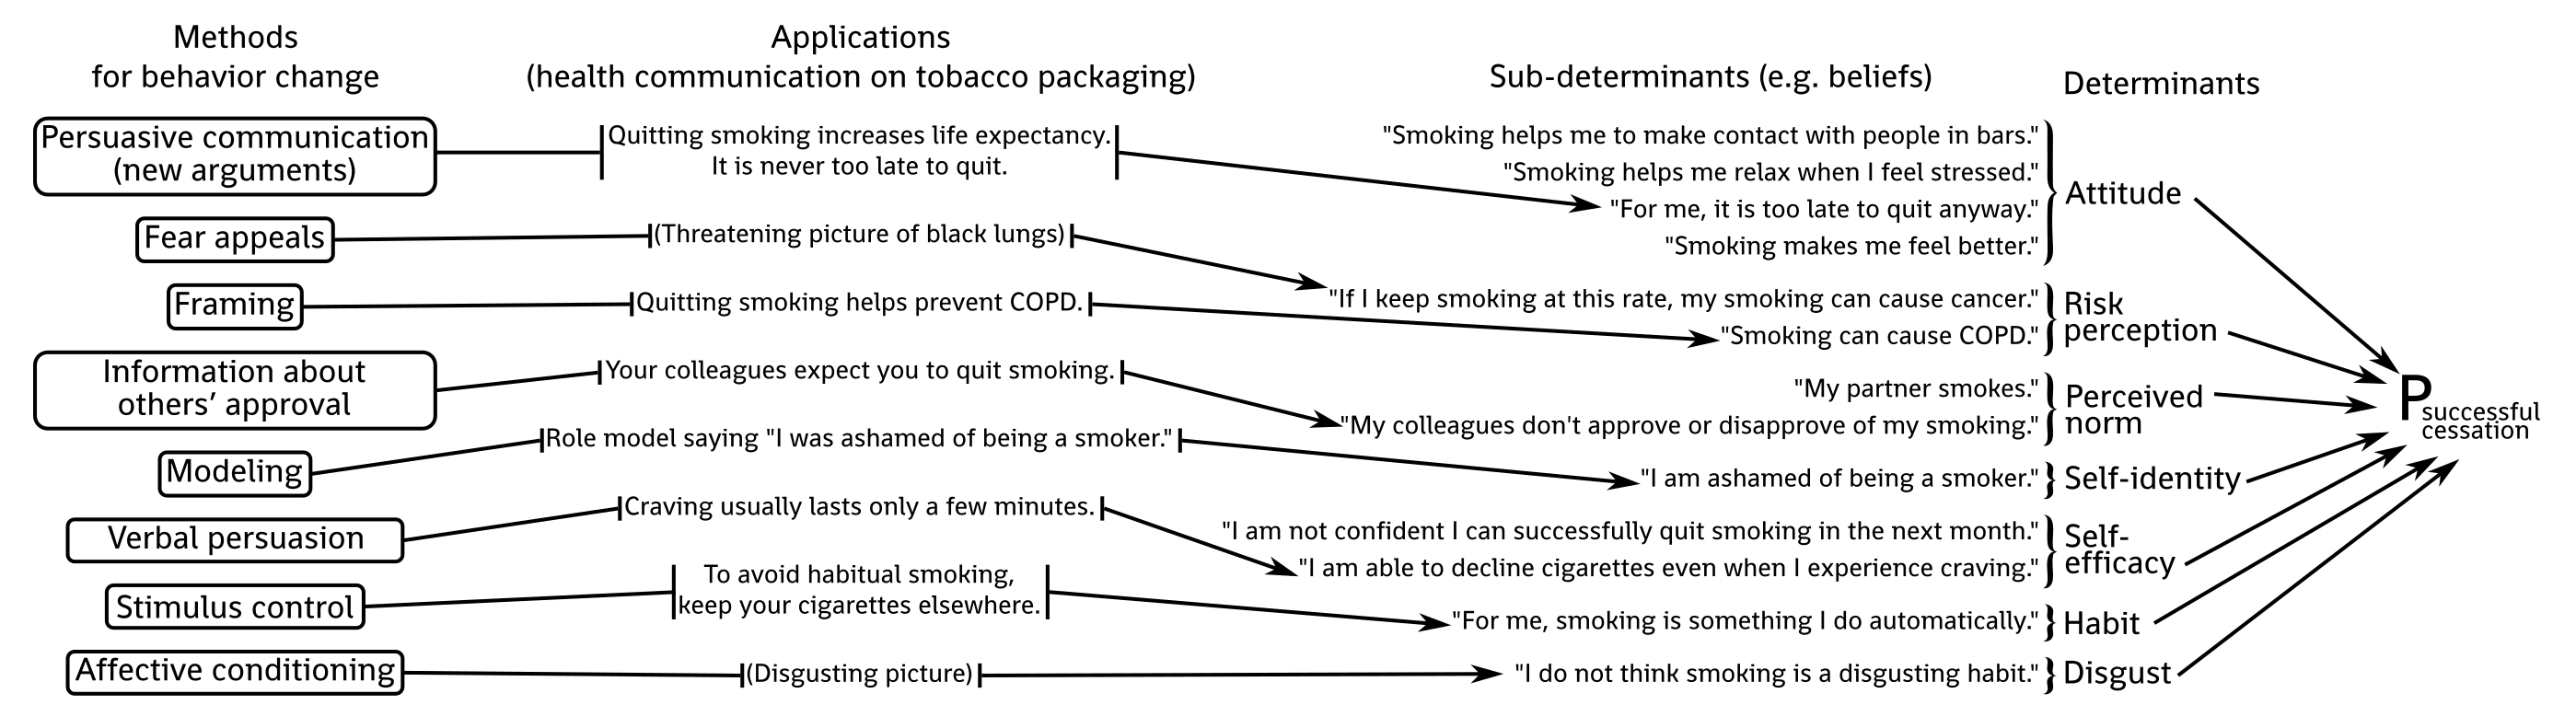 Methods
for behavior change
Applications
(health communication on tobacco packaging)
Sub-determinants (e.g. beliefs)
Determinants
Persuasive communication
(new arguments)
Fear appeals
Framing
Information about
others’ approval
Modeling
Verbal persuasion
Stimulus control
Affective conditioning
Quitting smoking increases life expectancy.
It is never too late to quit.
(Threatening picture of black lungs)
Quitting smoking helps prevent COPD.
Your colleagues expect you to quit smoking.
Role model saying "I was ashamed of being a smoker."
Craving usually lasts only a few minutes.
To avoid habitual smoking,
keep your cigarettes elsewhere.
(Disgusting picture)
"Smoking helps me to make contact with people in bars."
"Smoking helps me relax when I feel stressed."
"For me, it is too late to quit anyway."
"Smoking makes me feel better."
"If I keep smoking at this rate, my smoking can cause cancer."
"Smoking can cause COPD."
"My partner smokes."
"My colleagues don't approve or disapprove of my smoking."
"I am ashamed of being a smoker."
"I am not confident I can successfully quit smoking in the next month."
"I am able to decline cigarettes even when I experience craving."
"For me, smoking is something I do automatically."
"I do not think smoking is a disgusting habit."
Attitude
Risk
perception
Perceived
norm
Self-identity
Self-
efficacy
Habit
Disgust
P
successful
cessation